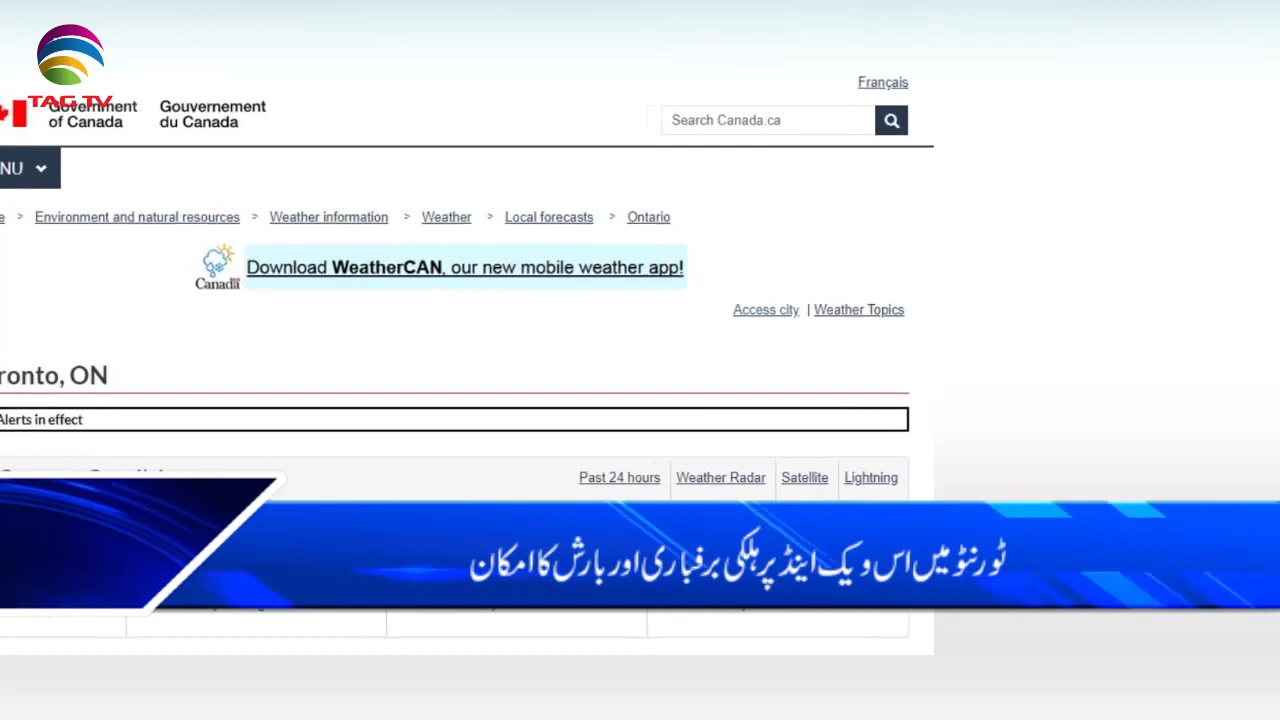 TAG TV
Français
Government of Canada
Gouvernement du Canada
Search Canada.ca
NU
e > Environment and natural resources > Weather information > Weather > Local forecasts > Ontario
Canada
Download WeatherCAN, our new mobile weather app!
Access city | Weather Topics
ronto, ON
Alerts in effect
Past 24 hours Weather Radar Satellite Lightning
ٹورنٹو میں اس ویک اینڈ پر ہلکی برفباری اور بارش کا امکان